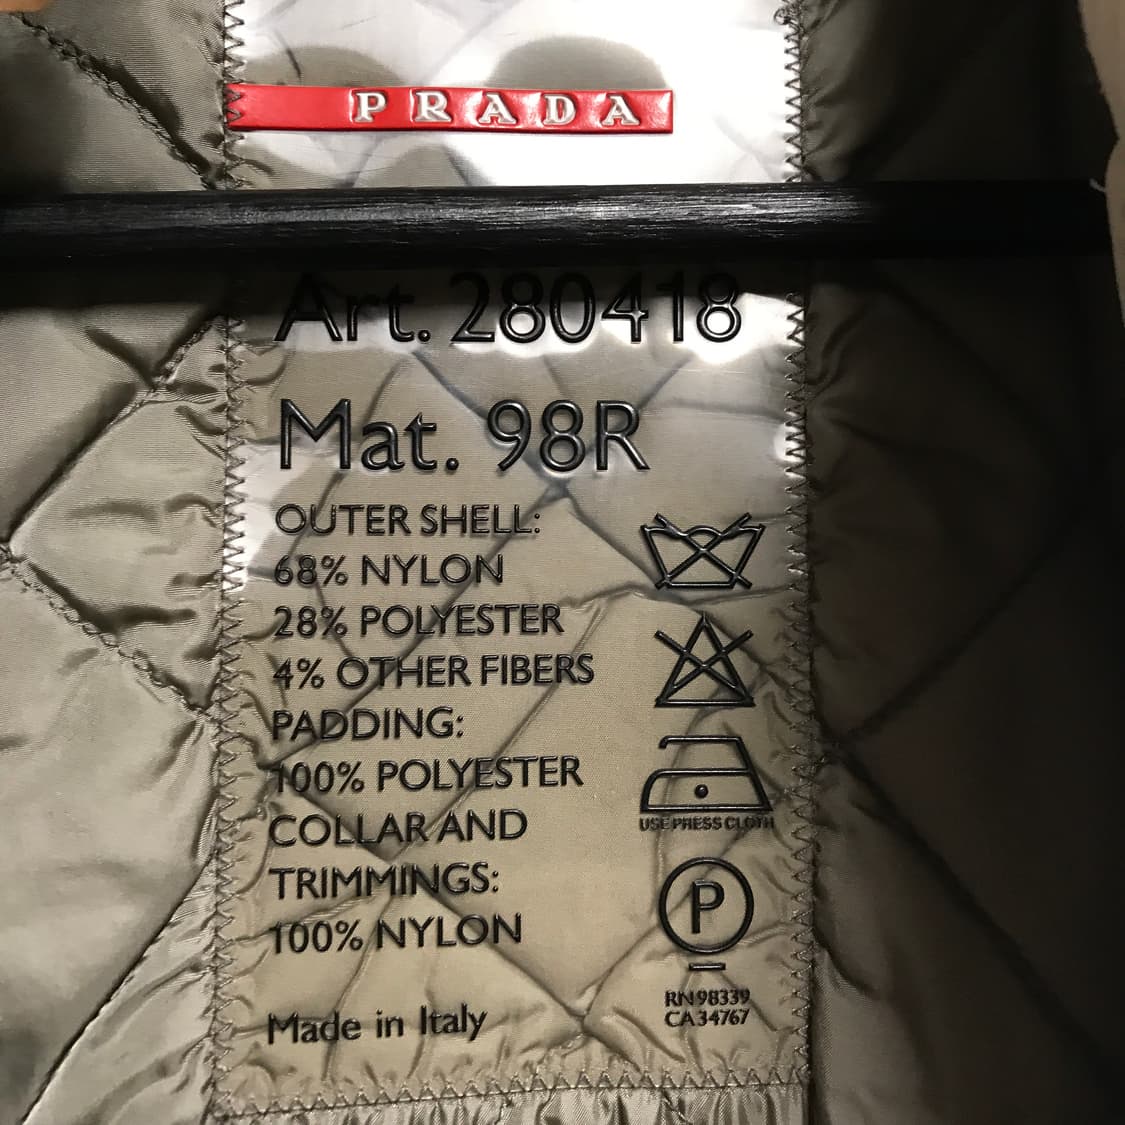 PRADA
Art. 280418
Mat. 98R
OUTER SHELL:
68% NYLON
28% POLYESTER
4% OTHER FIBERS
PADDING:
100% POLYESTER
COLLAR AND
TRIMMINGS:
100% NYLON
Made in Italy
USE PRESS CLOTH
P
RN 98339
CA 34767